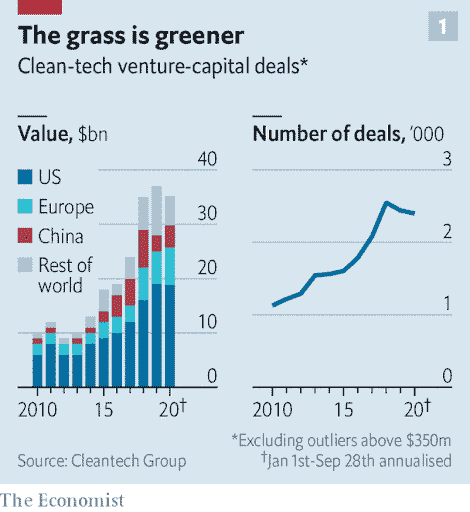 The grass is greener
1
Clean-tech venture-capital deals*
Value, $bn
40
30
20
10
0
US
Europe
China
Rest of
world
2010
15
20†
Number of deals, ’000
3
2
1
0
2010
15
20†
*Excluding outliers above $350m
Source: Cleantech Group
†Jan 1st-Sep 28th annualised
The Economist